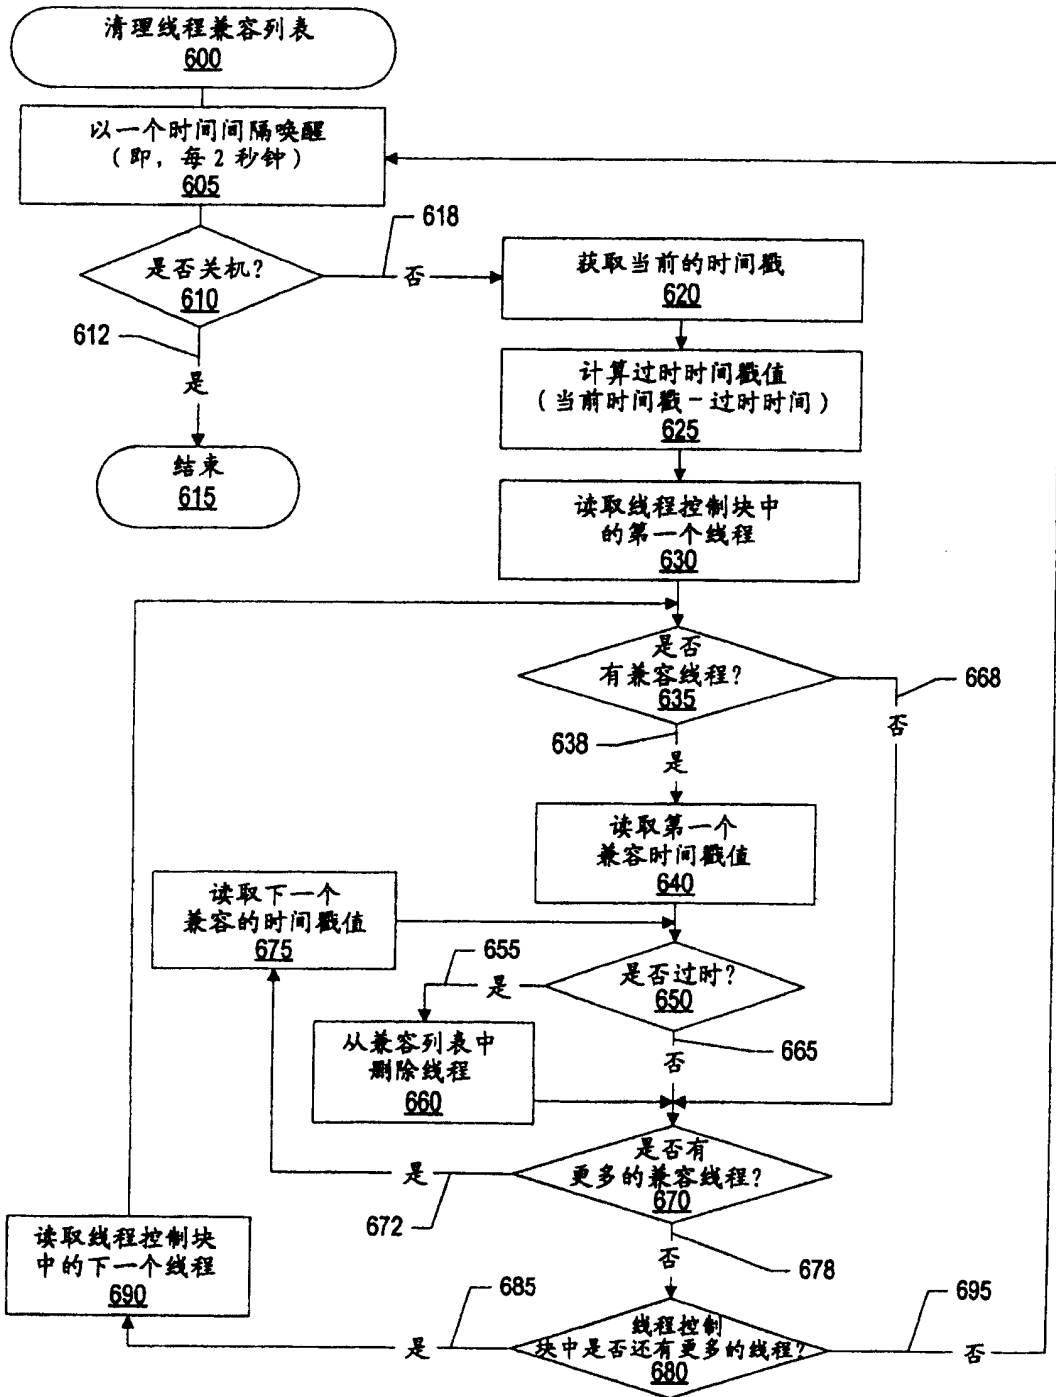 清理线程兼容列表
600
以一个时间间隔唤醒
(即，每2秒钟)
605
618
是否关机?
610
否
获取当前的时间戳
620
612
是
计算过时时间戳值
(当前时间戳-过时时间)
625
结束
615
读取线程控制块中
的第一个线程
630
是否
有兼容线程?
635
668
否
638
是
读取第一个
兼容时间戳值
640
读取下一个
兼容的时间戳值
675
655
是
是否过时?
650
从兼容列表中
删除线程
660
665
否
是否有
更多的兼容线程?
670
是
672
678
否
读取线程控制块
中的下一个线程
690
685
是
线程控制
块中是否还有更多的线程?
680
695
否